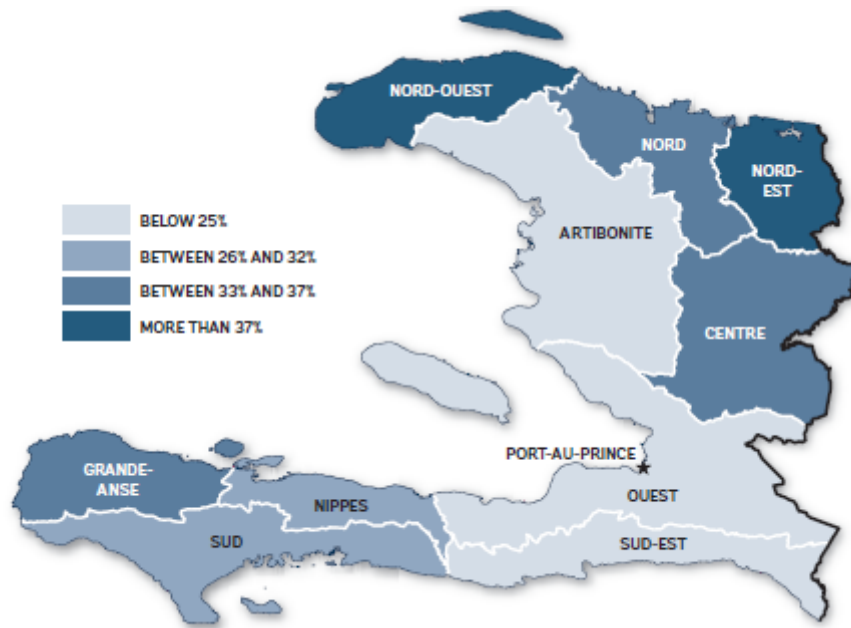 NORD-OUEST
NORD
NORD-
EST
BELOW 25%
BETWEEN 26% AND 32%
BETWEEN 33% AND 37%
MORE THAN 37%
ARTIBONITE
CENTRE
PORT-AU-PRINCE
GRANDE-
ANSE
NIPPES
OUEST
SUD
SUD-EST